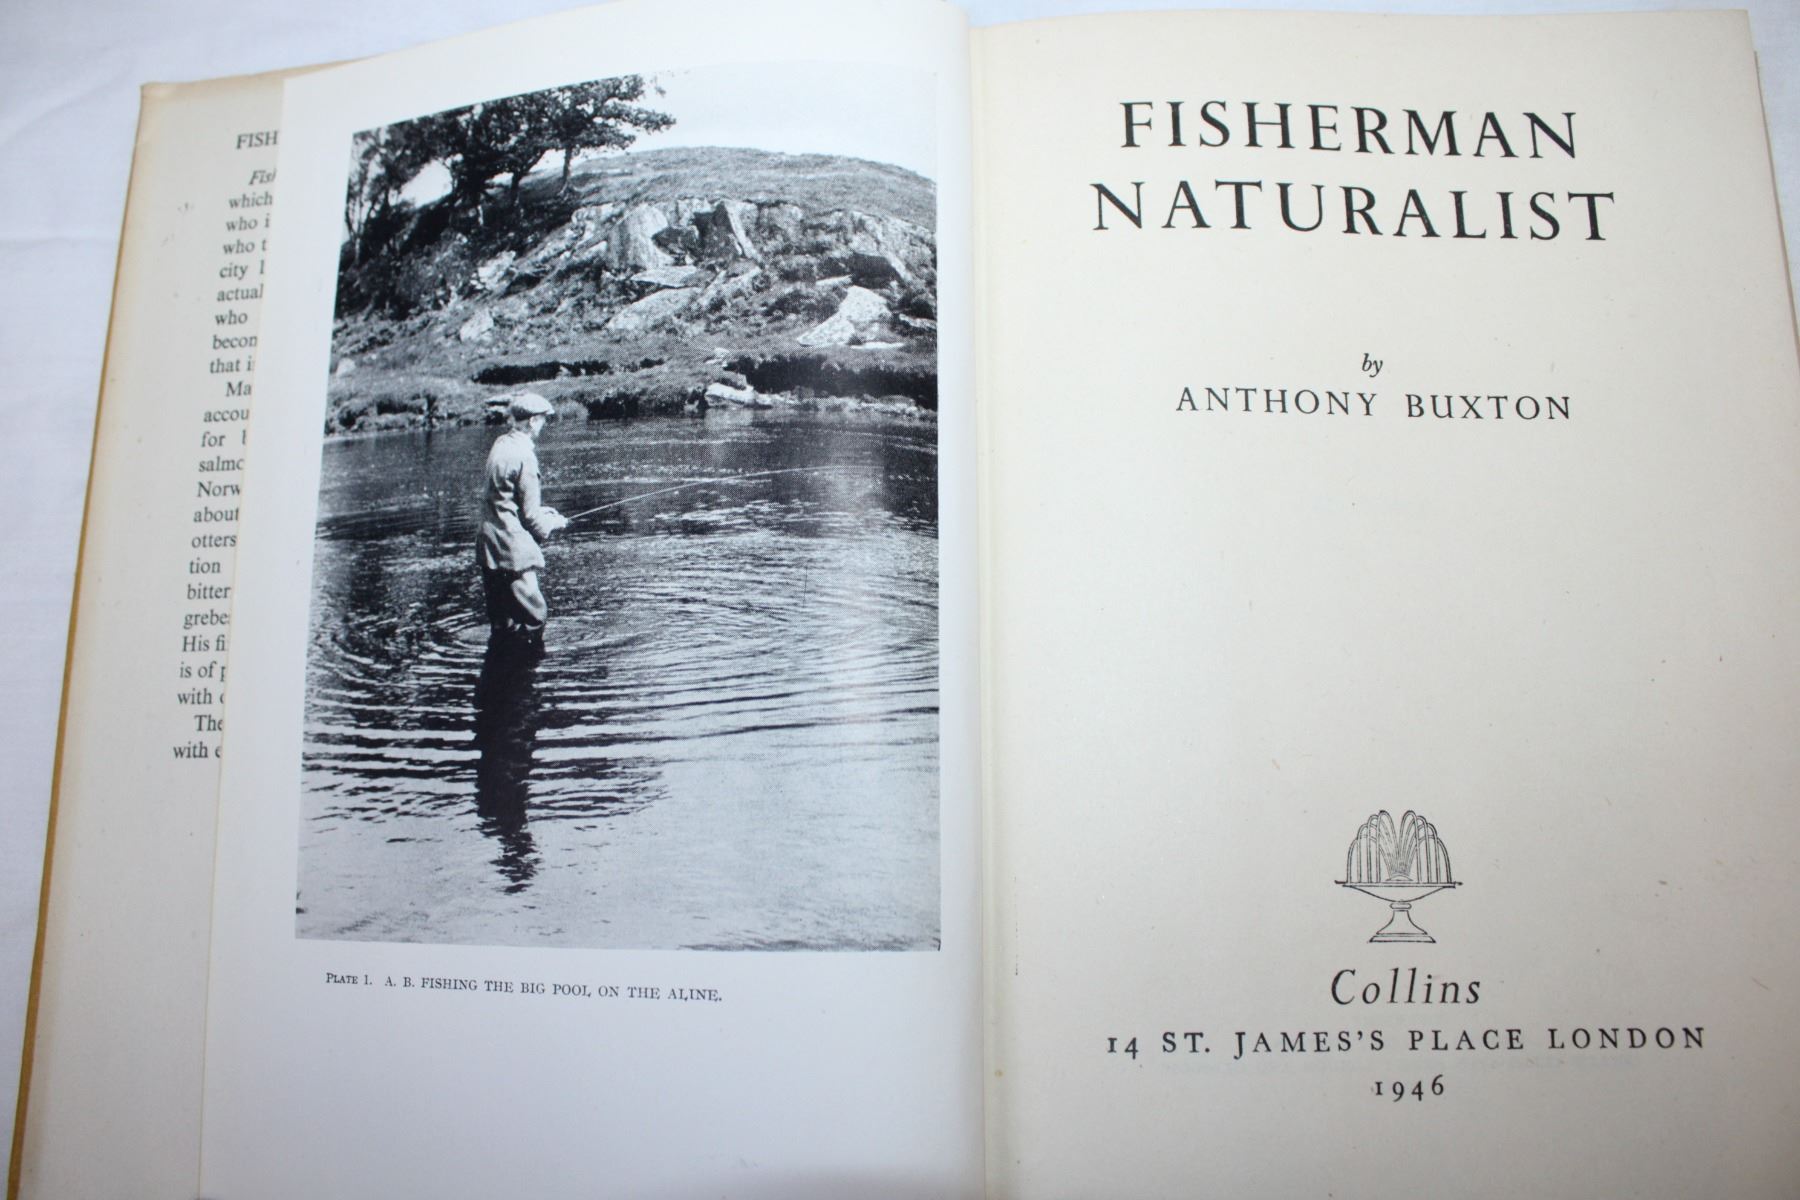 FISH
which
who i
who t
city
actual
who
becom
that i
accou
for
salmo
Norw
about
otters
tion
bitter
grebe
His fi
is of p
with
The
with
PLATE 1. A. B. FISHING THE BIG POOL ON THE ALINE.
FISHERMAN
NATURALIST
by
ANTHONY BUXTON
Collins
14 ST. JAMES'S PLACE LONDON
1946